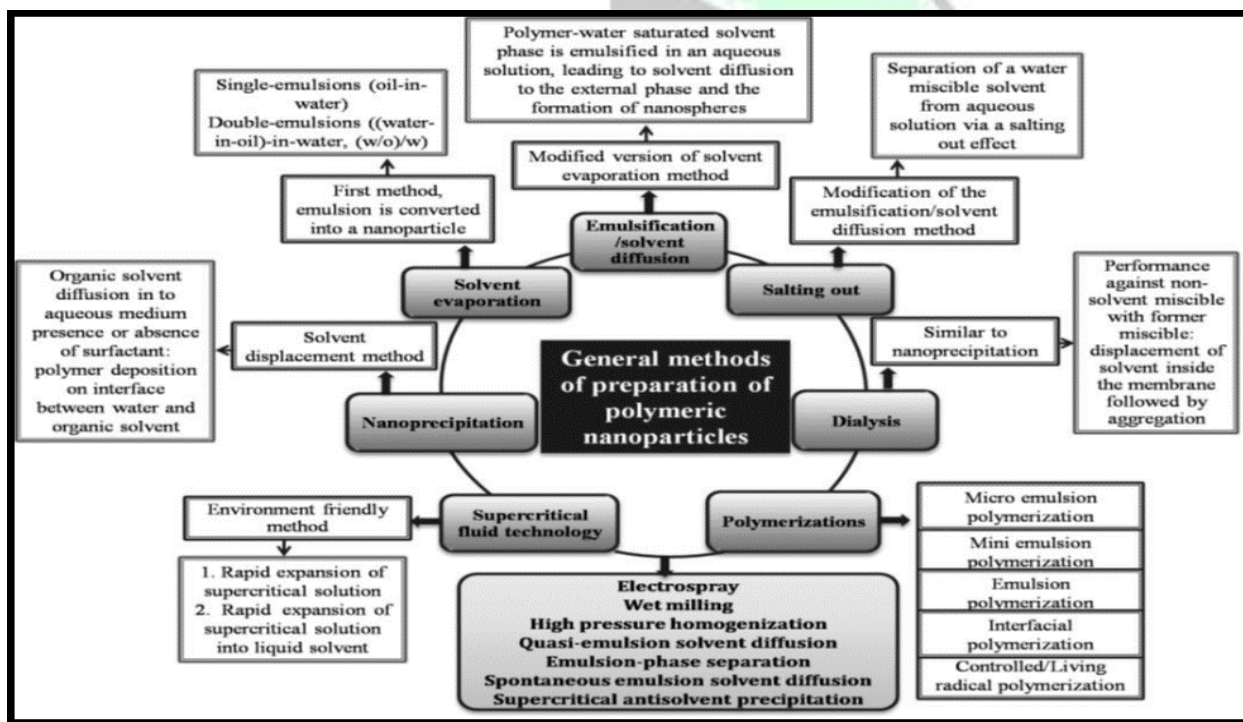 Polymer-water saturated solvent
phase is emulsified in an aqueous
solution, leading to solvent diffusion
to the external phase and the
formation of nanospheres
Single-emulsions (oil-in-
water)
Double-emulsions ((water-
in-oil)-in-water, (w/o)/w)
Separation of a water
miscible solvent
from aqueous
solution via a salting
out effect
Modified version of solvent
evaporation method
First method,
emulsion is converted
into a nanoparticle
Modification of the
emulsification/solvent
diffusion method
Emulsification
/solvent
diffusion
Solvent
evaporation
Salting out
Organic solvent
diffusion in to
aqueous medium
presence or absence
of surfactant:
polymer deposition
on interface
between water and
organic solvent
Solvent
displacement method
Similar to
nanoprecipitation
Performance
against non-
solvent miscible
with former
miscible:
displacement of
solvent inside
the membrane
followed by
aggregation
General methods
of preparation of
polymeric
nanoparticles
Nanoprecipitation
Dialysis
Environment friendly
method
Supercritical
fluid technology
Polymerizations
1. Rapid expansion of
supercritical solution
2. Rapid expansion of
supercritical solution
into liquid solvent
Micro emulsion
polymerization
Mini emulsion
polymerization
Emulsion
polymerization
Interfacial
polymerization
Controlled/Living
radical polymerization
Electrospray
Wet milling
High pressure homogenization
Quasi-emulsion solvent diffusion
Emulsion-phase separation
Spontaneous emulsion solvent diffusion
Supercritical antisolvent precipitation